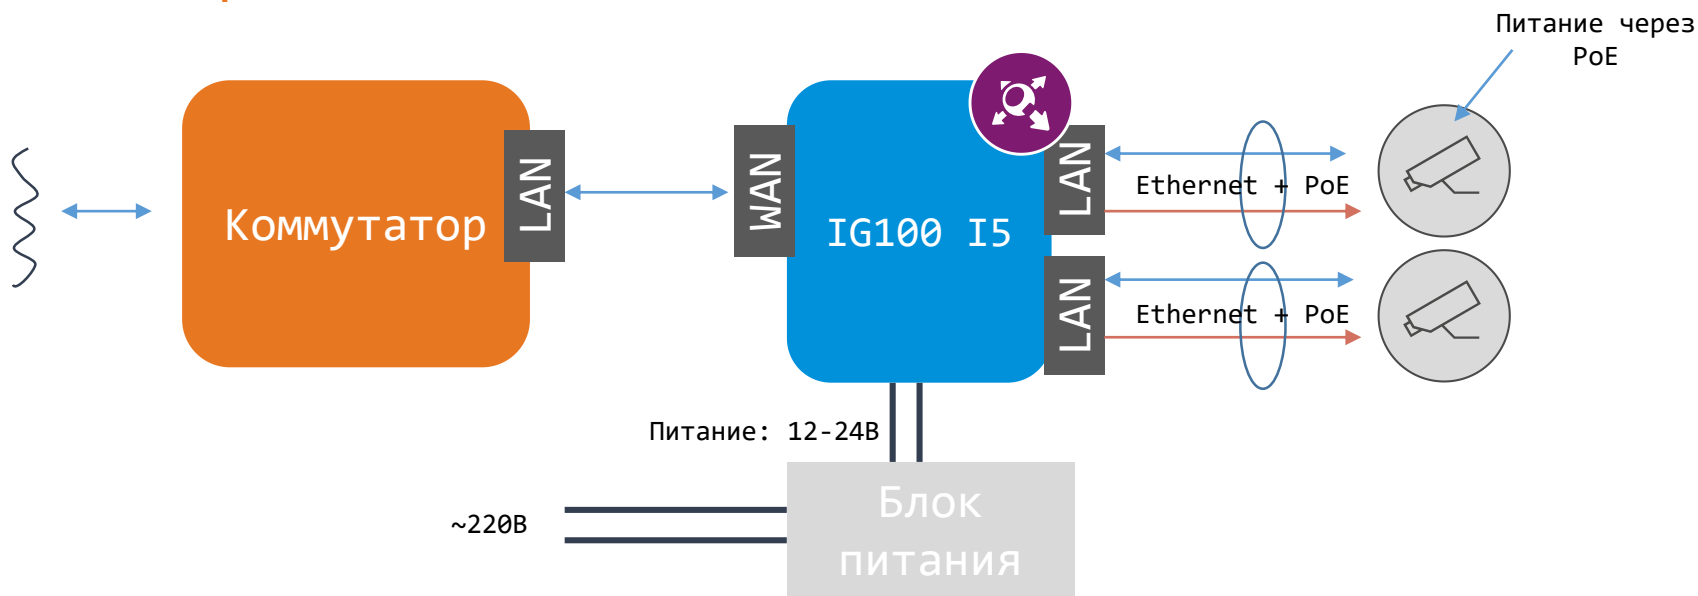 Питание через
PoE
Коммутатор
LAN
WAN
IG100 I5
LAN
Ethernet + PoE
LAN
Ethernet + PoE
Питание: 12-24В
~220В
Блок
питания